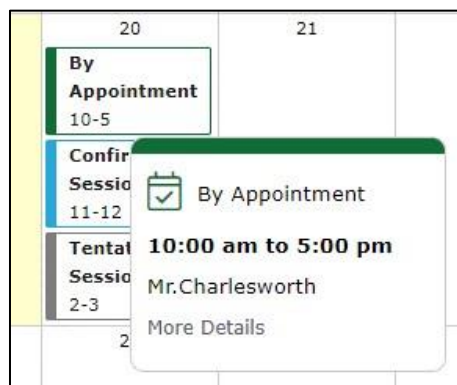 20
21
By
Appointment
10-5
Confir
Sessio
11-12
Tentat
Sessio
2-3
By Appointment
10:00 am to 5:00 pm
Mr.Charlesworth
More Details
2